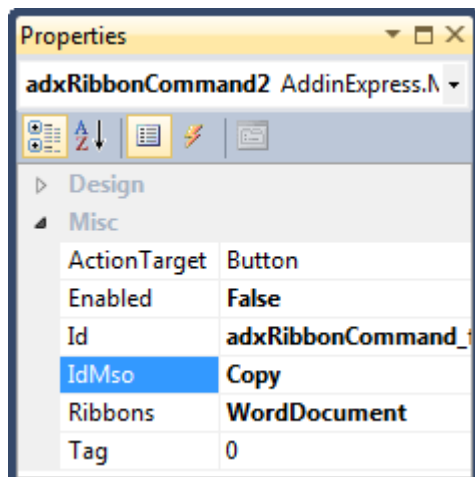 Properties
adxRibbonCommand2 AddinExpress.
Design
Misc
ActionTarget Button
Enabled False
Id adxRibbonCommand_
IdMso Copy
Ribbons WordDocument
Tag 0